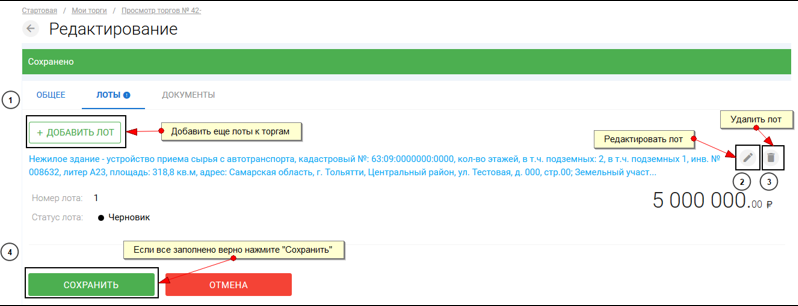 Стартовая / Мои торги / Просмотр торгов № 42-
Редактирование
Сохранено
1
ОБЩЕЕ ЛОТЫ ДОКУМЕНТЫ
+ ДОБАВИТЬ ЛОТ
Добавить еще лоты к торгам
Удалить лот
Редактировать лот
Нежилое здание - устройство приема сырья с автотранспорта, кадастровый №: 63:09:0000000:0000, кол-во этажей, в т.ч. подземных: 2, в т.ч. подземных 1, инв. №
008632, литер А23, площадь: 318,8 кв.м, адрес: Самарская область, г. Тольятти, Центральный район, ул. Тестовая, д. 000, стр.00; Земельный участ...
2 3
Номер лота: 1
5 000 000.00 ₽
Статус лота: Черновик
4
Если все заполнено верно нажмите "Сохранить"
СОХРАНИТЬ ОТМЕНА